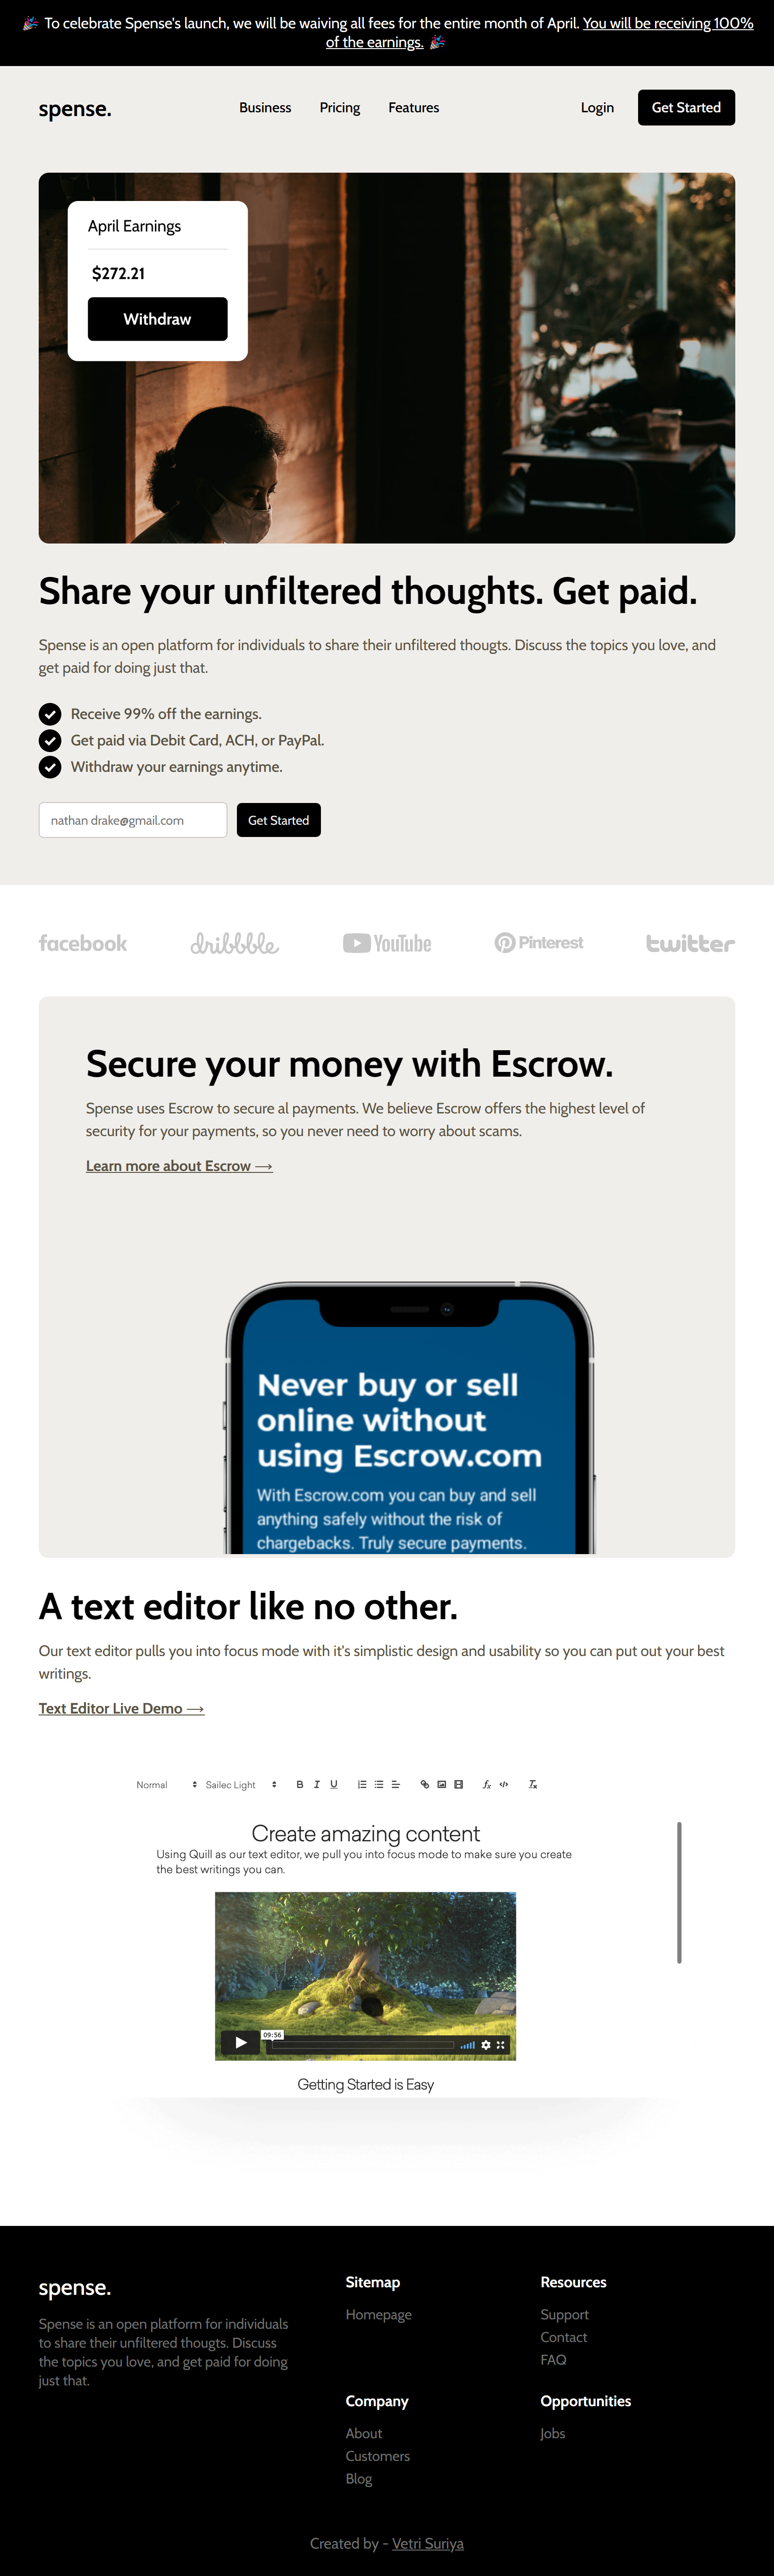 🎉 To celebrate Spense's launch, we will be waiving all fees for the entire month of April. You will be receiving 100%
of the earnings. 🎉
spense.
Business
Pricing
Features
Login
Get Started
April Earnings
$272.21
Withdraw
Share your unfiltered thoughts. Get paid.
Spense is an open platform for individuals to share their unfiltered thougts. Discuss the topics you love, and
get paid for doing just that.
Receive 99% off the earnings.
Get paid via Debit Card, ACH, or PayPal.
Withdraw your earnings anytime.
nathan drake@gmail.com
Get Started
facebook
dribbble
YouTube
Pinterest
twitter
Secure your money with Escrow.
Spense uses Escrow to secure al payments. We believe Escrow offers the highest level of
security for your payments, so you never need to worry about scams.
Learn more about Escrow ⟶
Never buy or sell
online without
using Escrow.com
With Escrow.com you can buy and sell
anything safely without the risk of
chargebacks. Truly secure payments.
A text editor like no other.
Our text editor pulls you into focus mode with it's simplistic design and usability so you can put out your best
writings.
Text Editor Live Demo ⟶
Normal
Sailec Light
Create amazing content
Using Quill as our text editor, we pull you into focus mode to make sure you create
the best writings you can.
09:56
Getting Started is Easy
spense.
Spense is an open platform for individuals
to share their unfiltered thougts. Discuss
the topics you love, and get paid for doing
just that.
Sitemap
Homepage
Resources
Support
Contact
FAQ
Company
About
Customers
Blog
Opportunities
Jobs
Created by - Vetri Suriya